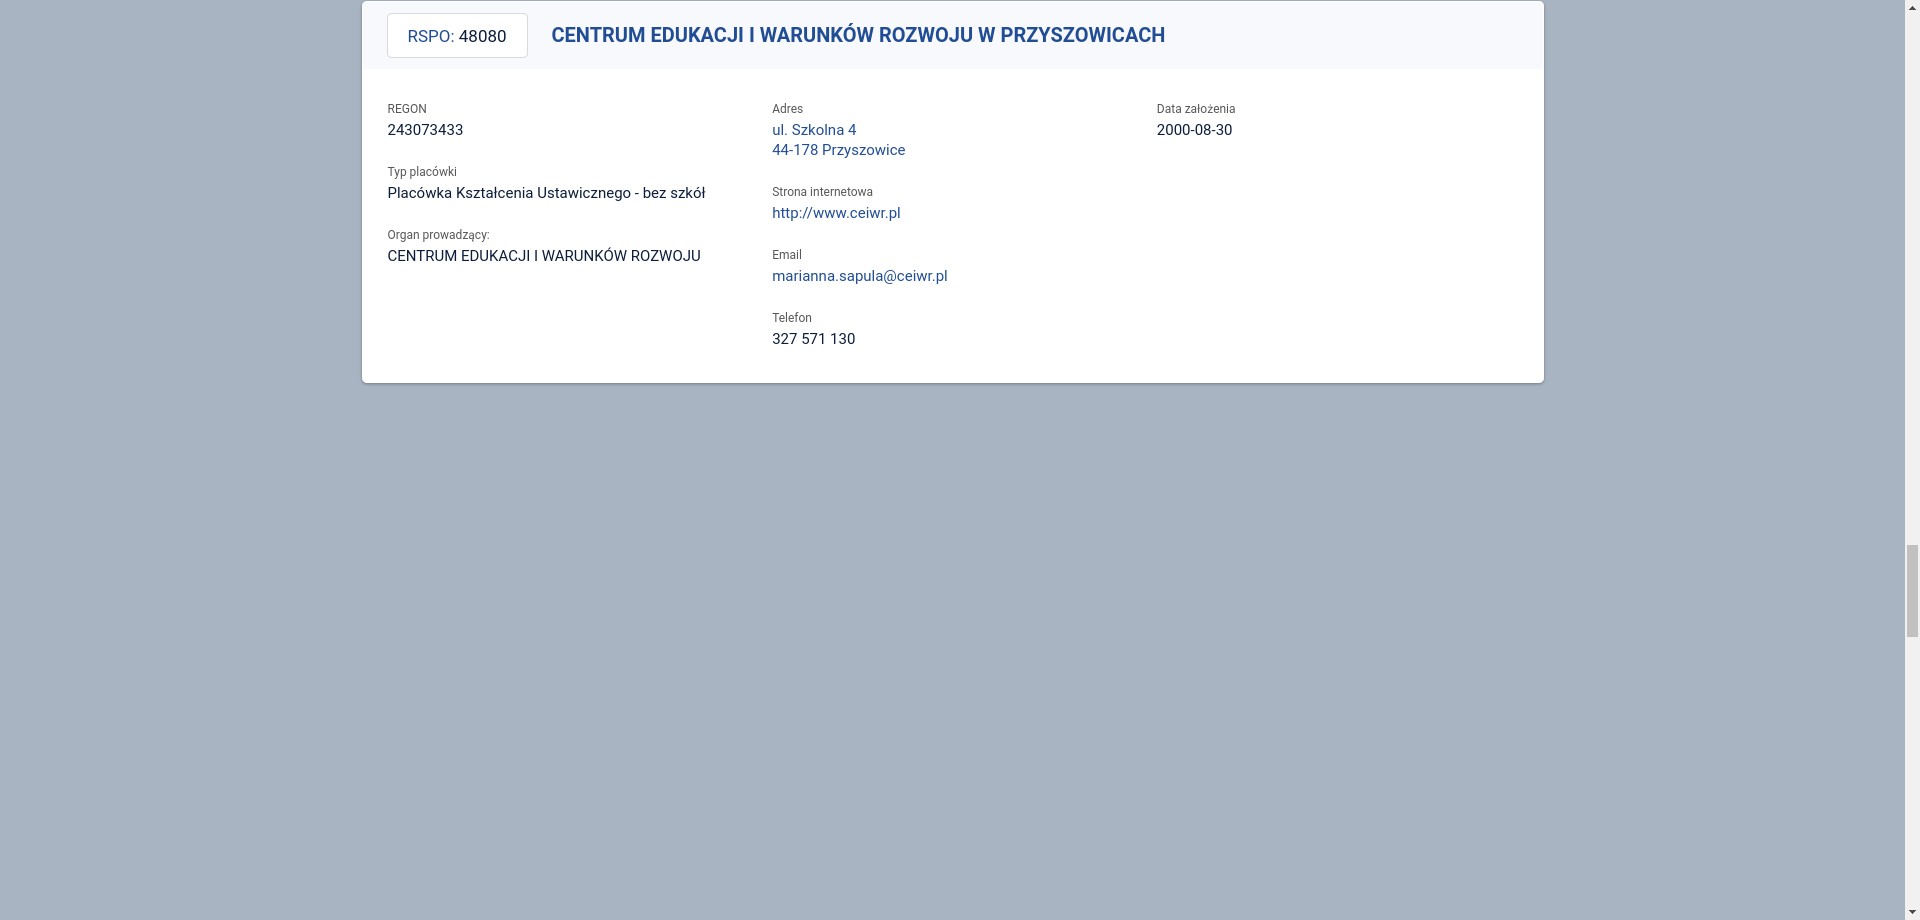 RSPO: 48080
CENTRUM EDUKACJI I WARUNKÓW ROZWOJU W PRZYSZOWICACH
REGON
243073433
Typ placówki
Placówka Kształcenia Ustawicznego - bez szkół
Organ prowadzący:
CENTRUM EDUKACJI I WARUNKÓW ROZWOJU
Adres
ul. Szkolna 4
44-178 Przyszowice
Strona internetowa
http://www.ceiwr.pl
Email
marianna.sapula@ceiwr.pl
Telefon
327 571 130
Data założenia
2000-08-30